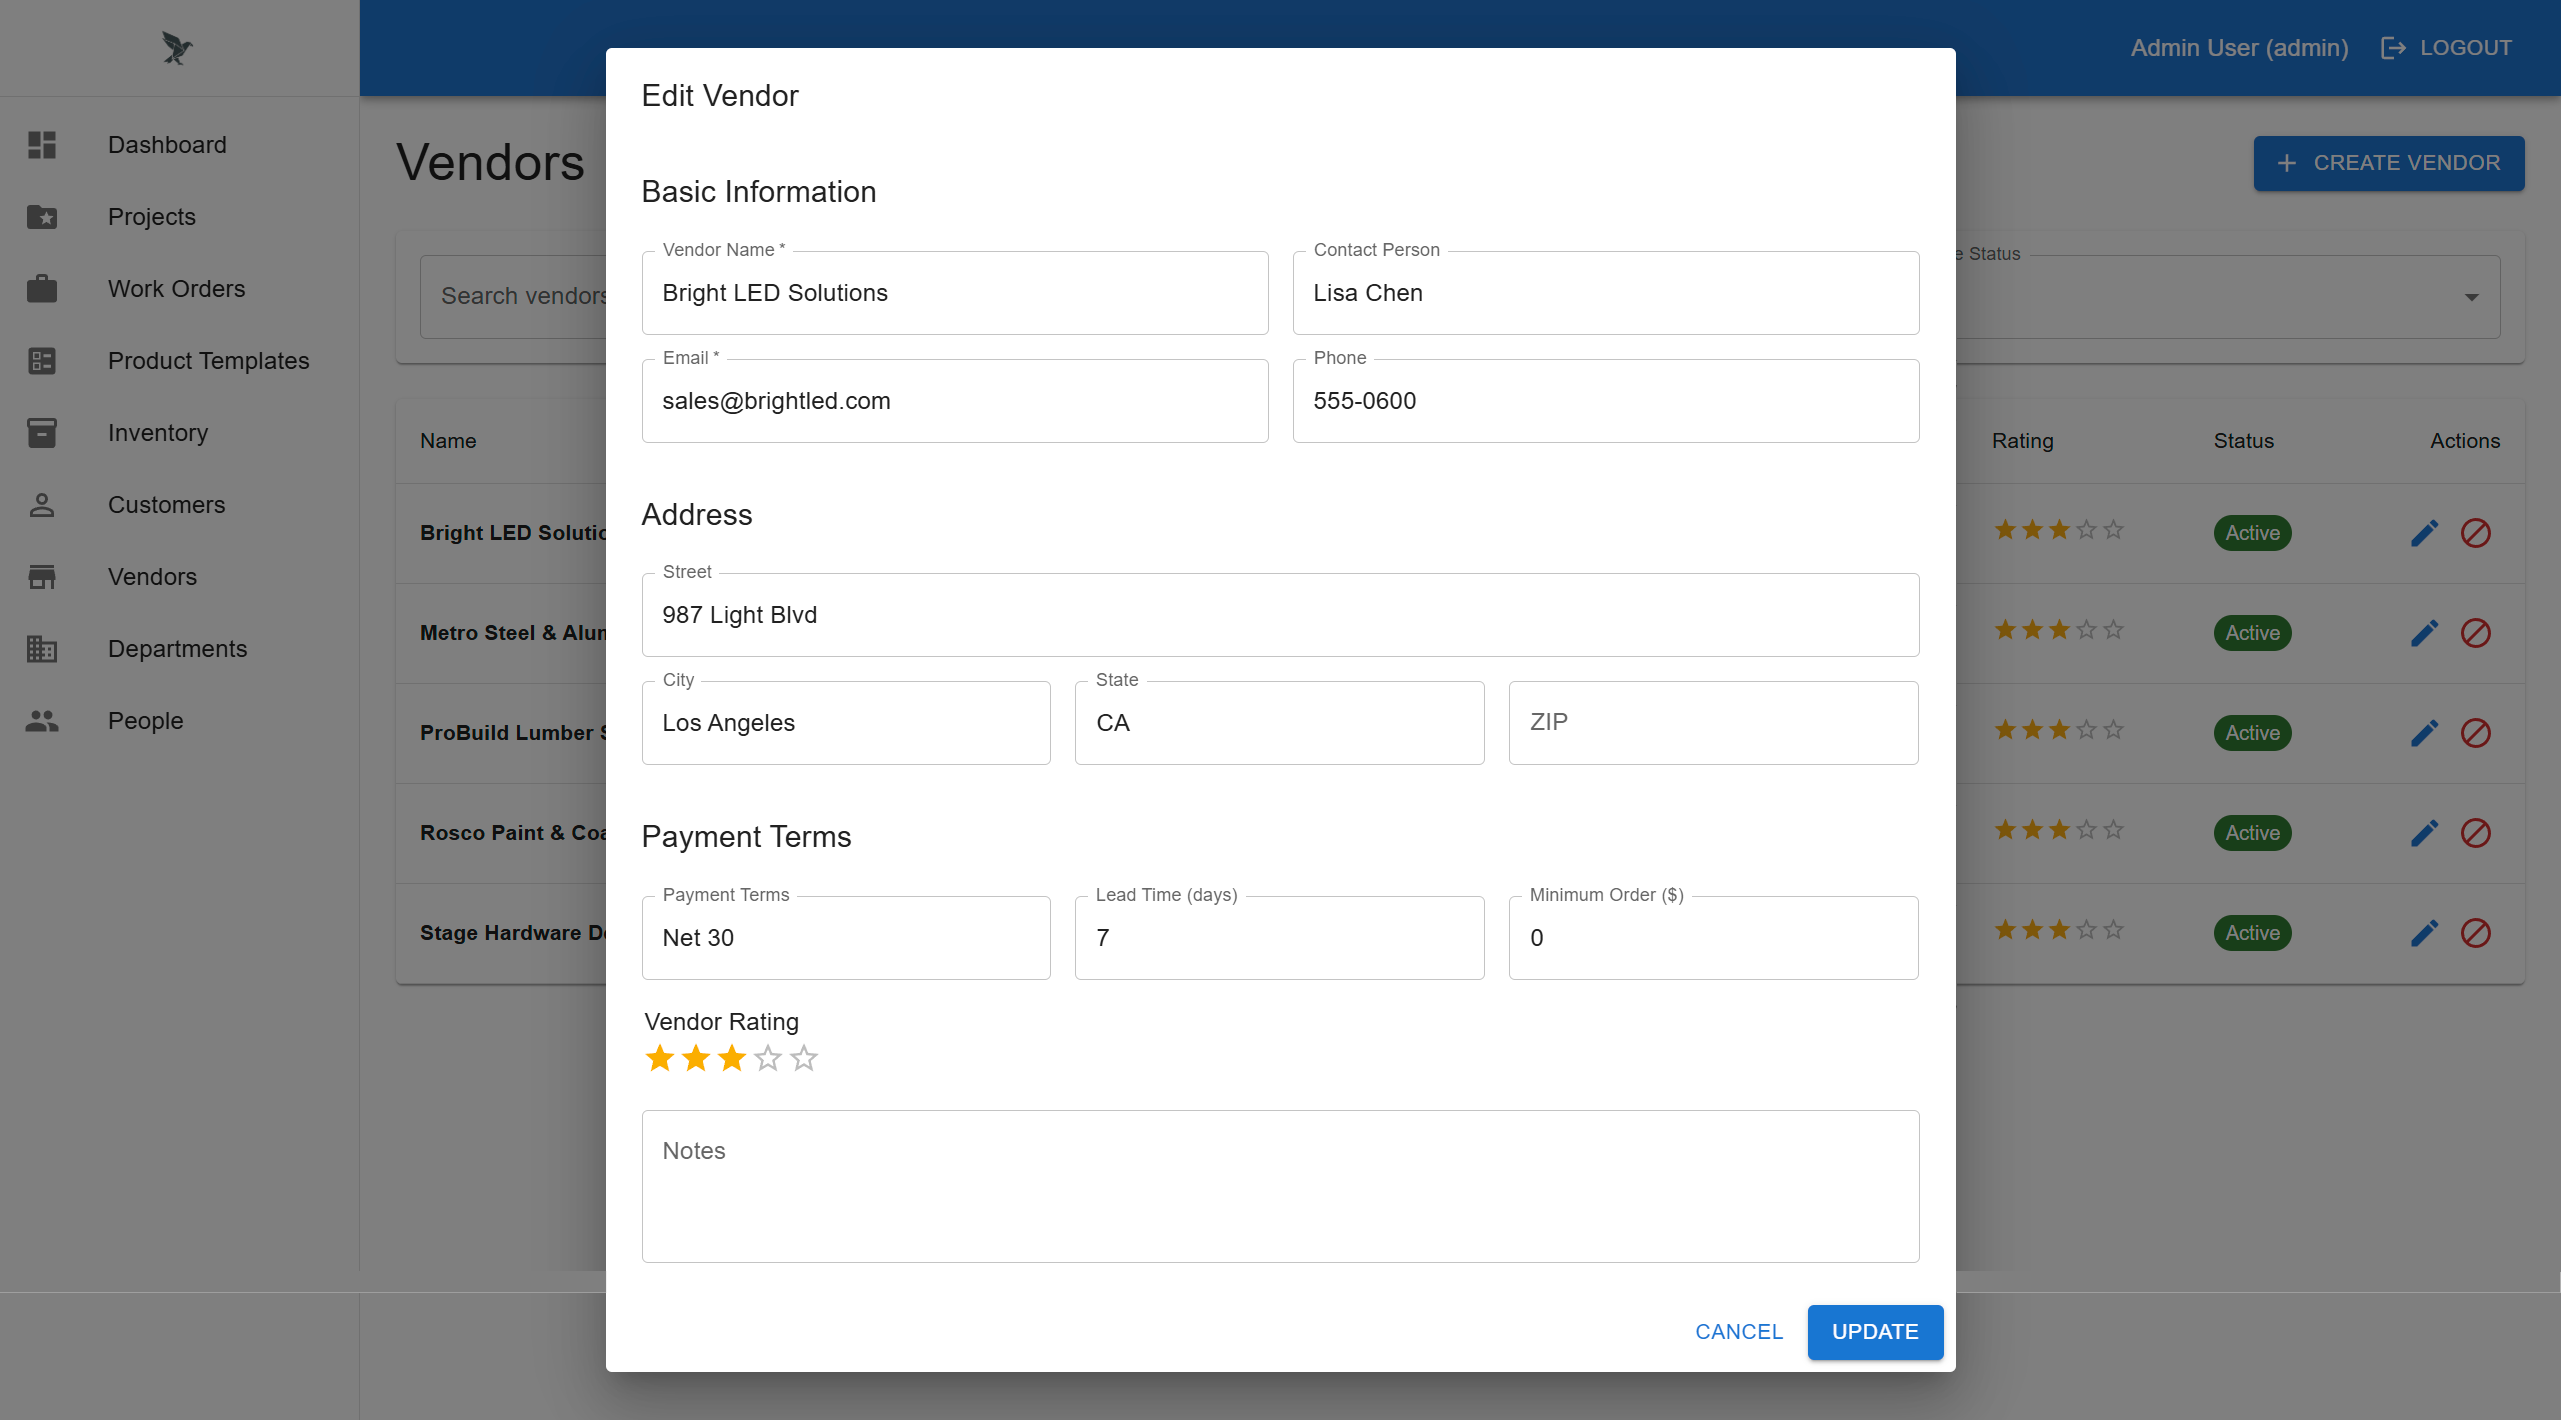 Admin User (admin)
LOGOUT
Dashboard
Projects
Work Orders
Product Templates
Inventory
Customers
Vendors
Departments
People
Vendors
CREATE VENDOR
Search vendors
Status
Name
Rating
Status
Actions
Bright LED
Active
Metro Steel &
Active
ProBuild Lumber
Active
Rosco Paint &
Active
Stage Hardware
Active
Edit Vendor
Basic Information
Vendor Name *
Bright LED Solutions
Contact Person
Lisa Chen
Email *
sales@brightled.com
Phone
555-0600
Address
Street
987 Light Blvd
City
Los Angeles
State
CA
ZIP
Payment Terms
Payment Terms
Net 30
Lead Time (days)
7
Minimum Order ($)
0
Vendor Rating
Notes
CANCEL
UPDATE